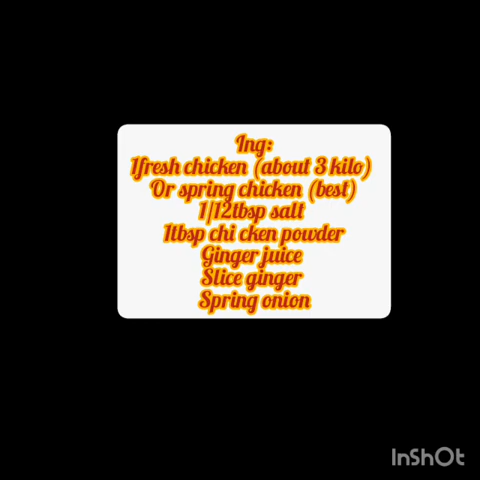 Ing:
1fresh chicken (about 3 kilo)
Or spring chicken (best)
1/12tbsp salt
1tbsp chi cken powder
Ginger juice
Slice ginger
Spring onion
InShOt